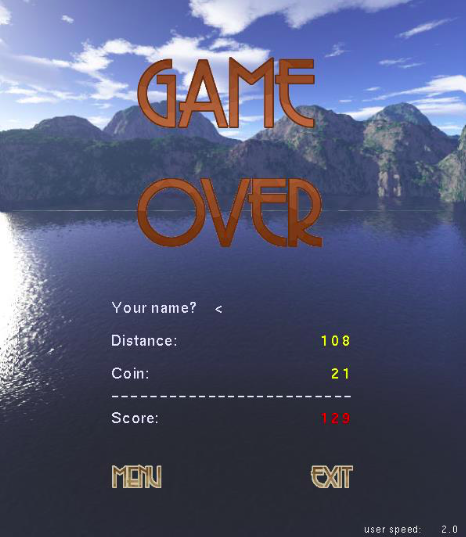 GAME
OVER
Your name? <
Distance: 108
Coin: 21
-------------------------
Score: 129
MENU EXIT
user speed: 2.0